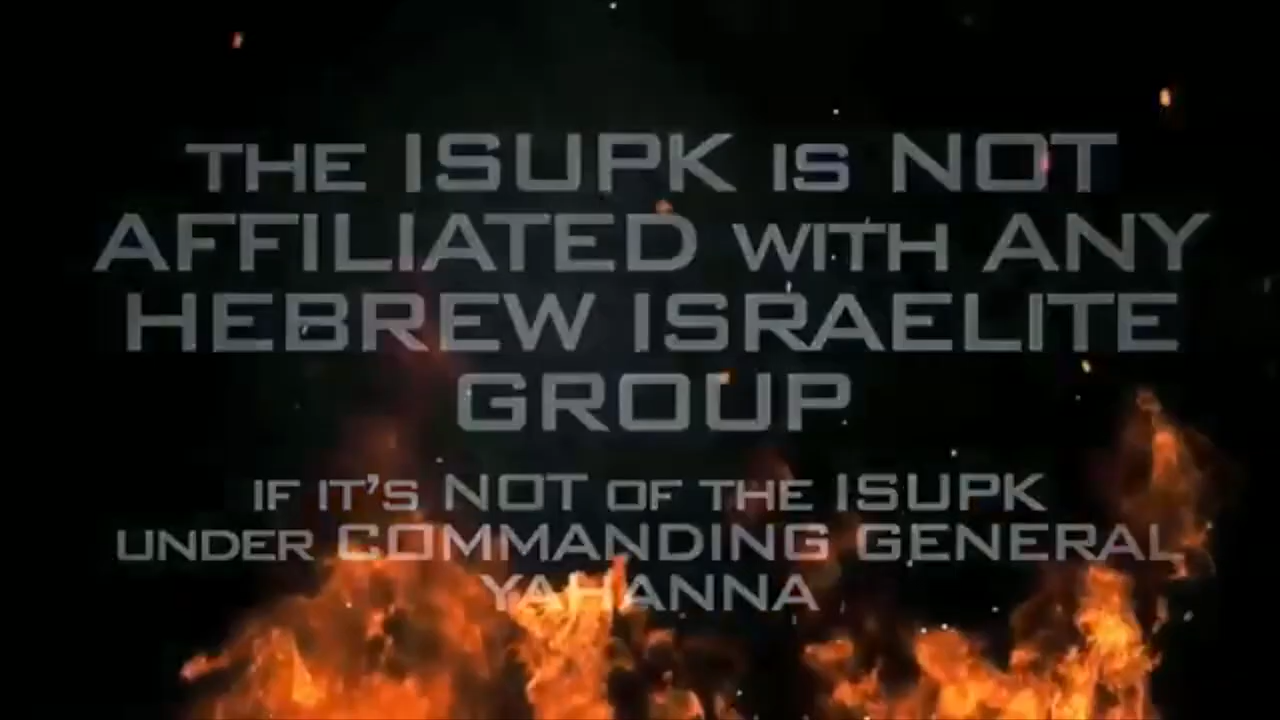 THE ISUPK IS NOT
AFFILIATED WITH ANY
HEBREW ISRAELITE
GROUP
IF IT'S NOT OF THE ISUPK
UNDER COMMANDING GENERAL
YAHANNA